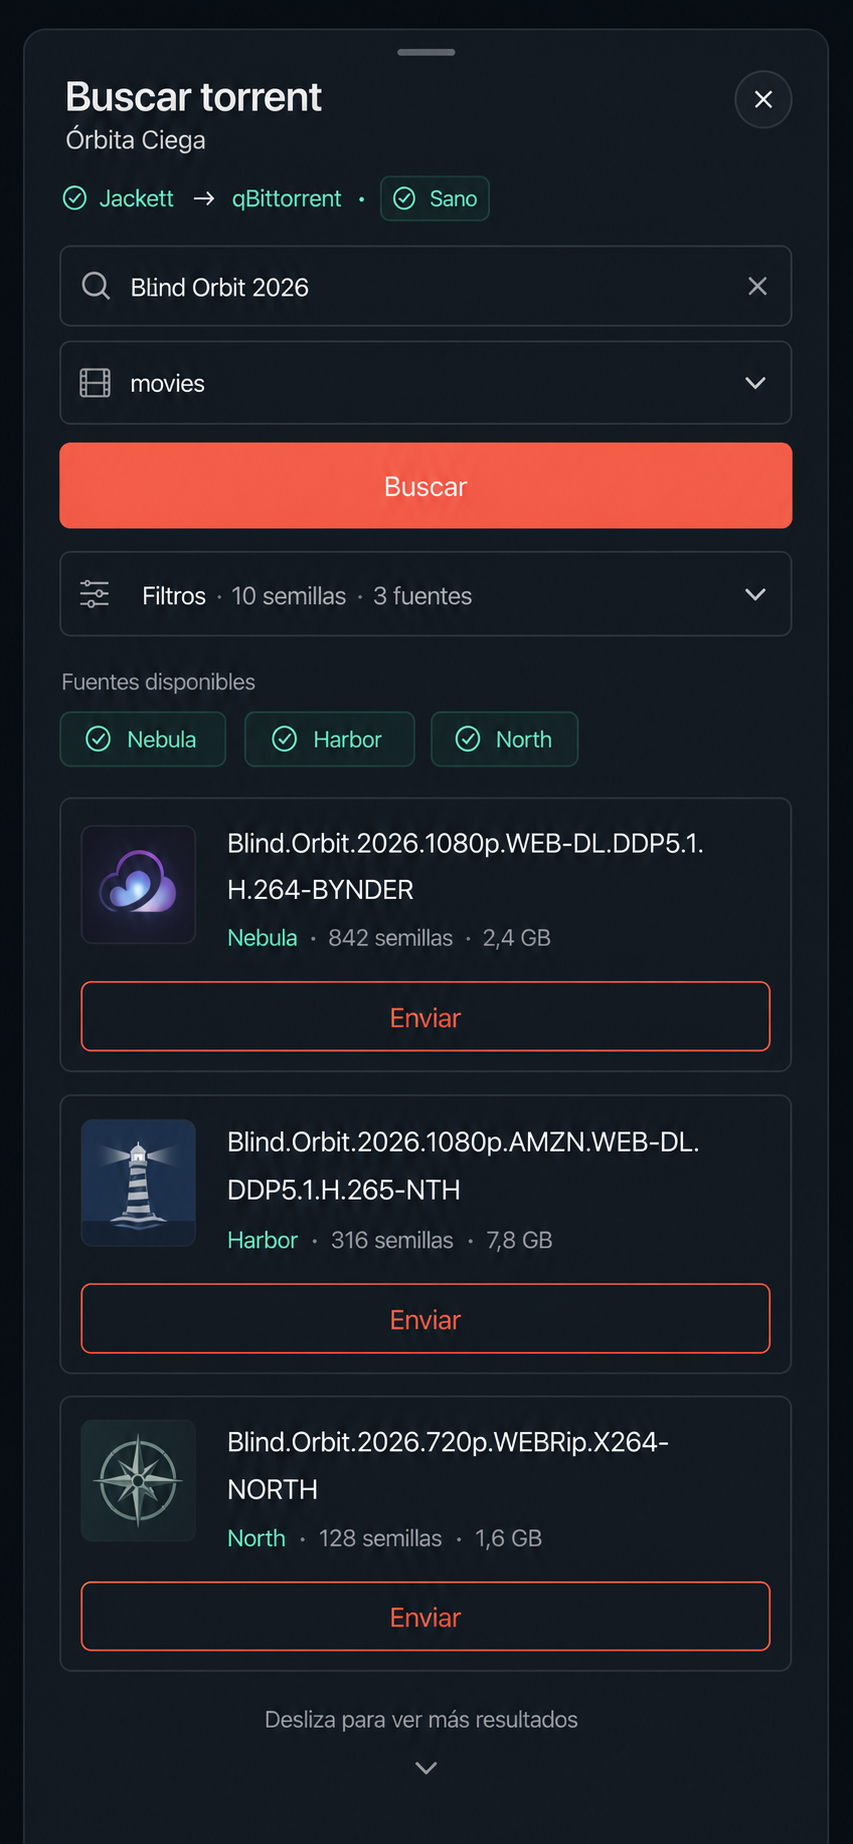 Buscar torrent
Órbita Ciega
Jackett → qBittorrent • Sano
Blind Orbit 2026
movies
Buscar
Filtros · 10 semillas · 3 fuentes
Fuentes disponibles
Nebula Harbor North
Blind.Orbit.2026.1080p.WEB-DL.DDP5.1.
H.264-BYNDER
Nebula · 842 semillas · 2,4 GB
Enviar
Blind.Orbit.2026.1080p.AMZN.WEB-DL.
DDP5.1.H.265-NTH
Harbor · 316 semillas · 7,8 GB
Enviar
Blind.Orbit.2026.720p.WEBRip.X264-
NORTH
North · 128 semillas · 1,6 GB
Enviar
Desliza para ver más resultados